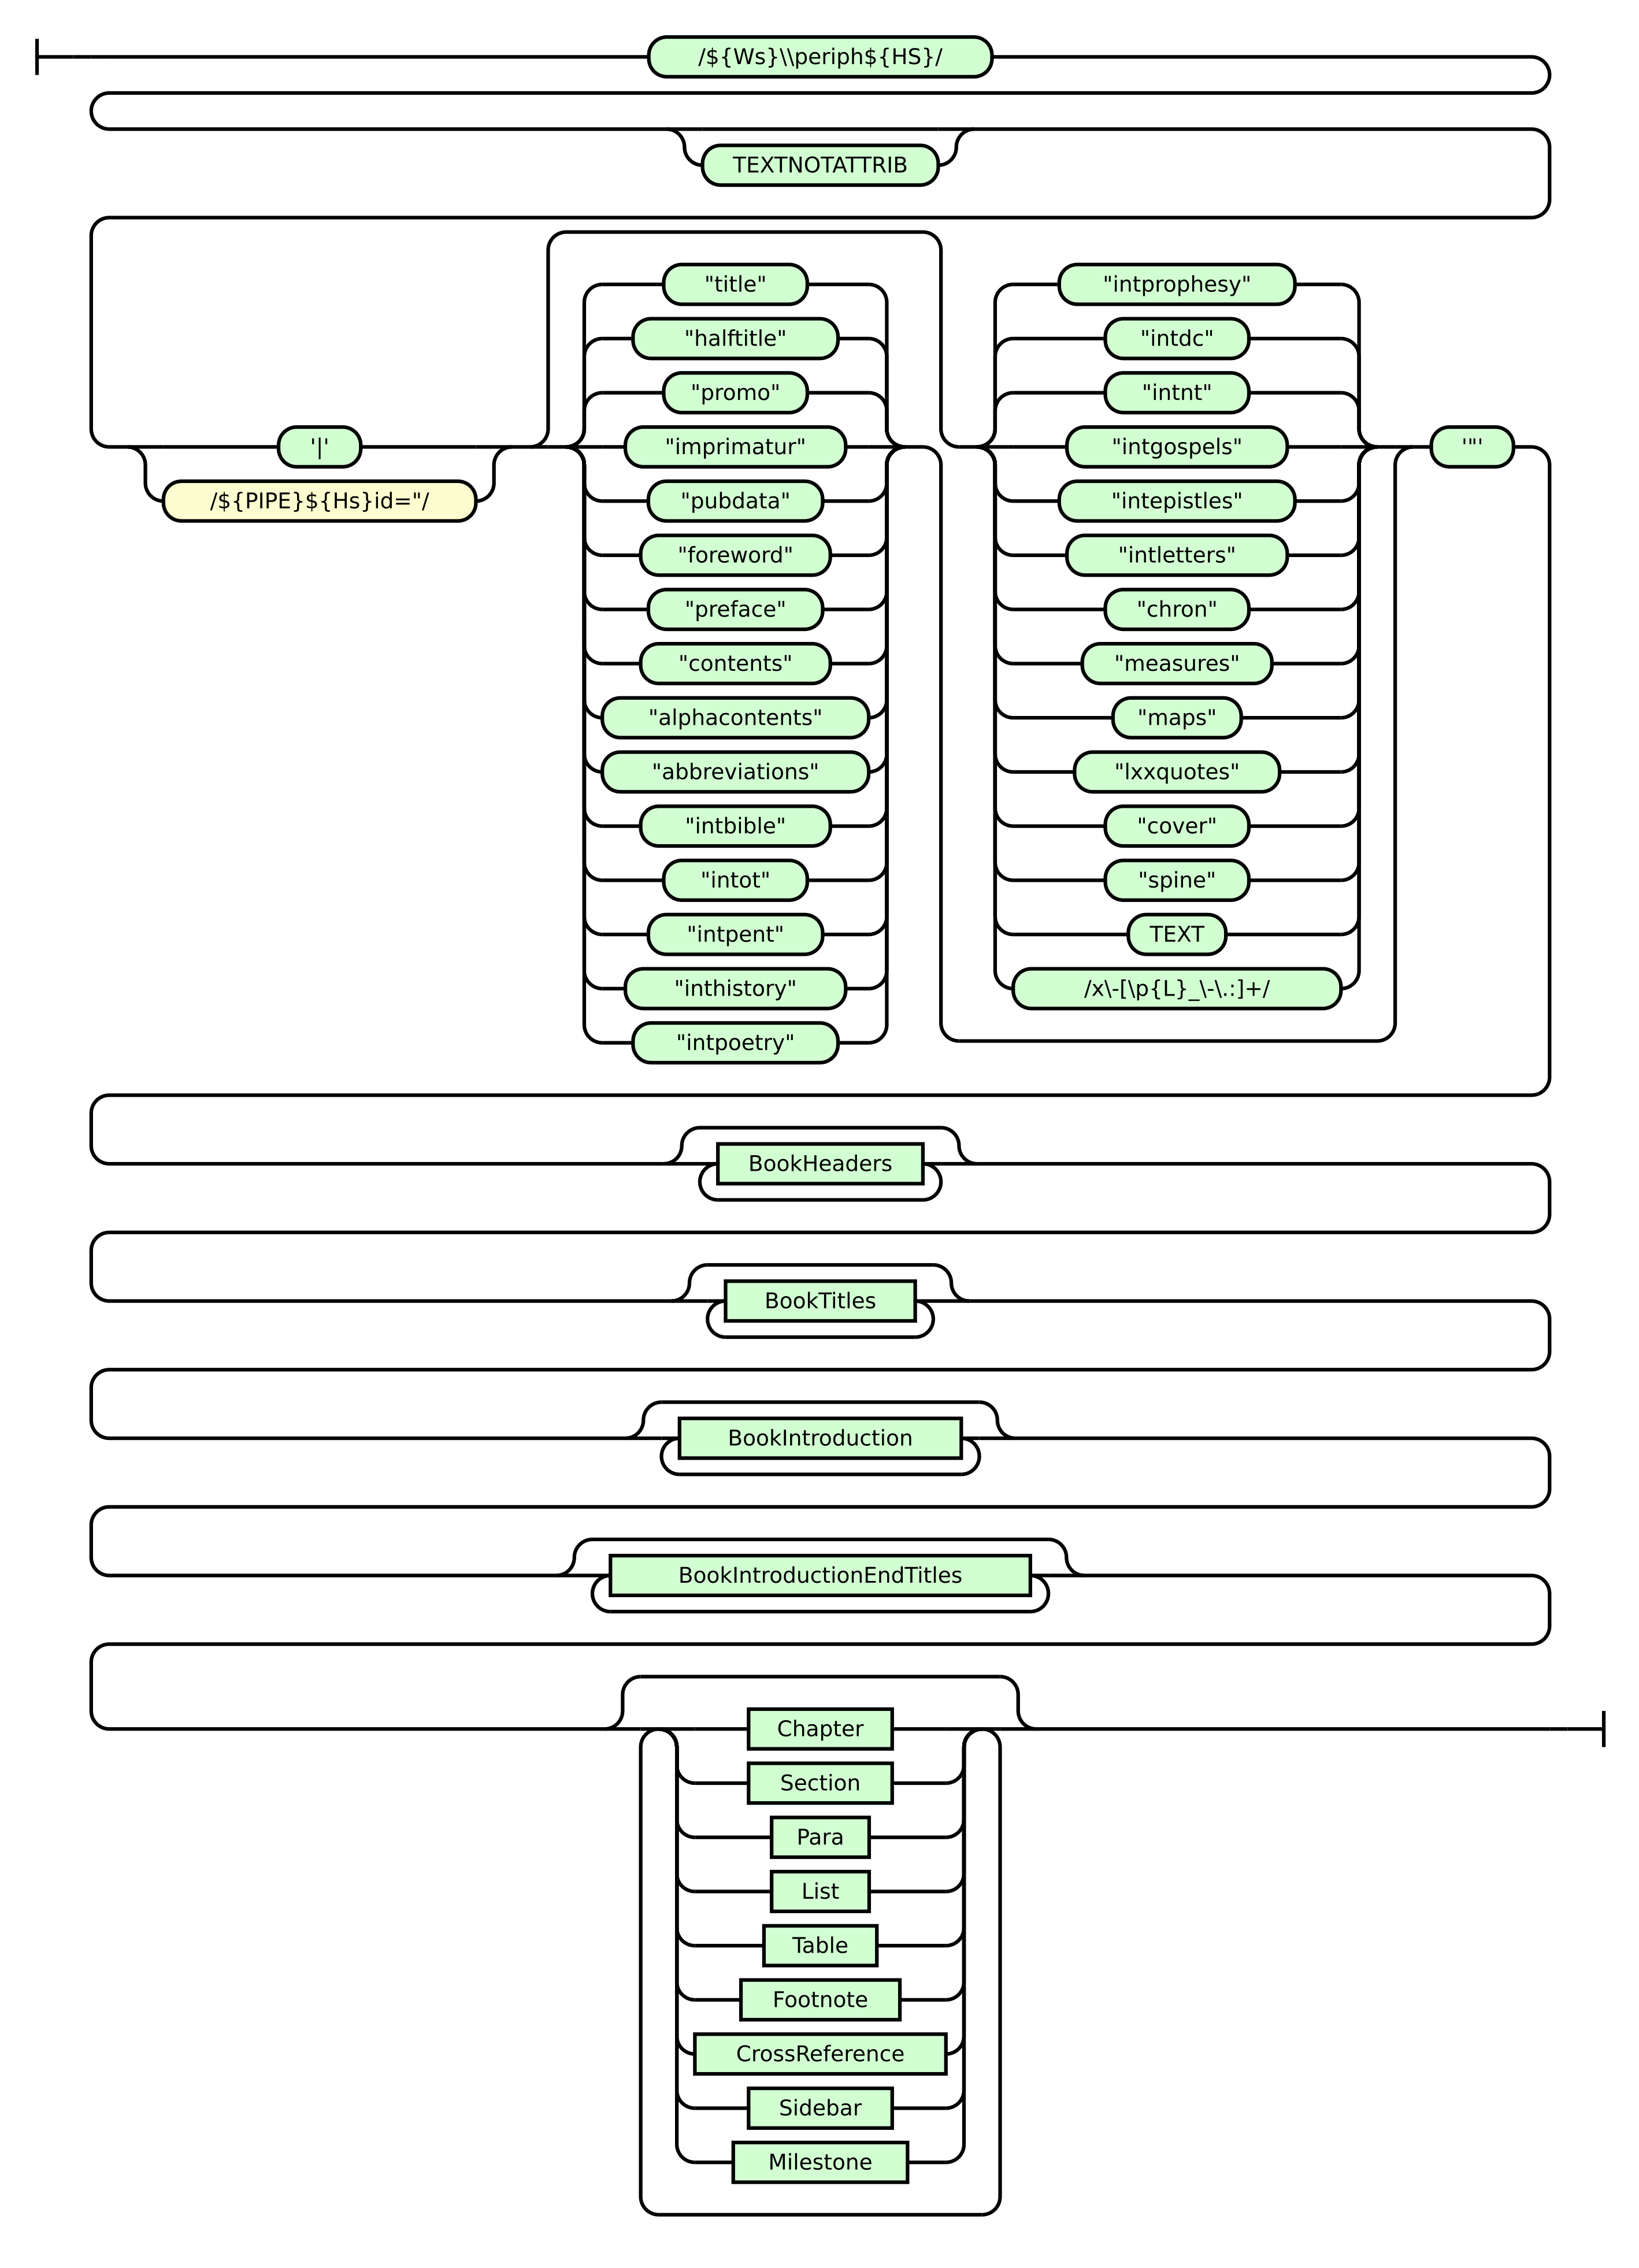 /${Ws}\\periph${HS}/
TEXTNOTATTRIB
'|'
/${PIPE}${Hs}id="/
"title"
"halftitle"
"promo"
"imprimatur"
"pubdata"
"foreword"
"preface"
"contents"
"alphacontents"
"abbreviations"
"intbible"
"intot"
"intpent"
"inthistory"
"intpoetry"
"intprophesy"
"intdc"
"intnt"
"intgospels"
"intepistles"
"intletters"
"chron"
"measures"
"maps"
"lxxquotes"
"cover"
"spine"
TEXT
/x\-[\p{L}_\-\.:]+/
'"'
BookHeaders
BookTitles
BookIntroduction
BookIntroductionEndTitles
Chapter
Section
Para
List
Table
Footnote
CrossReference
Sidebar
Milestone